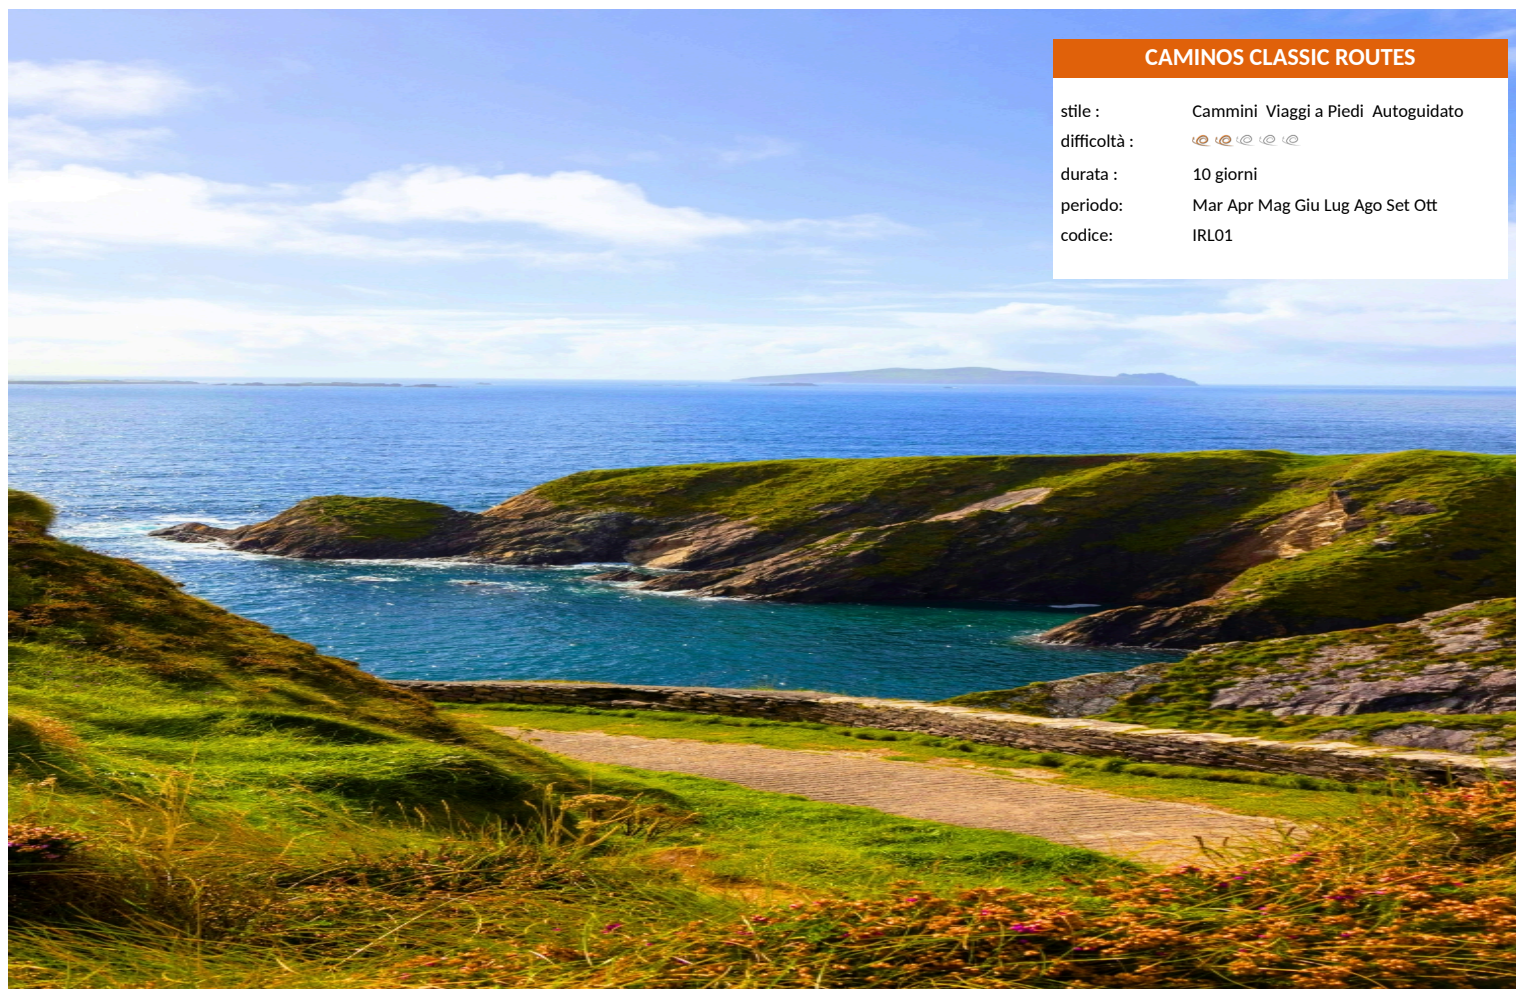 CAMINOS CLASSIC ROUTES
stile : Cammini Viaggi a Piedi Autoguidato
difficoltà :
durata : 10 giorni
periodo: Mar Apr Mag Giu Lug Ago Set Ott
codice: IRL01